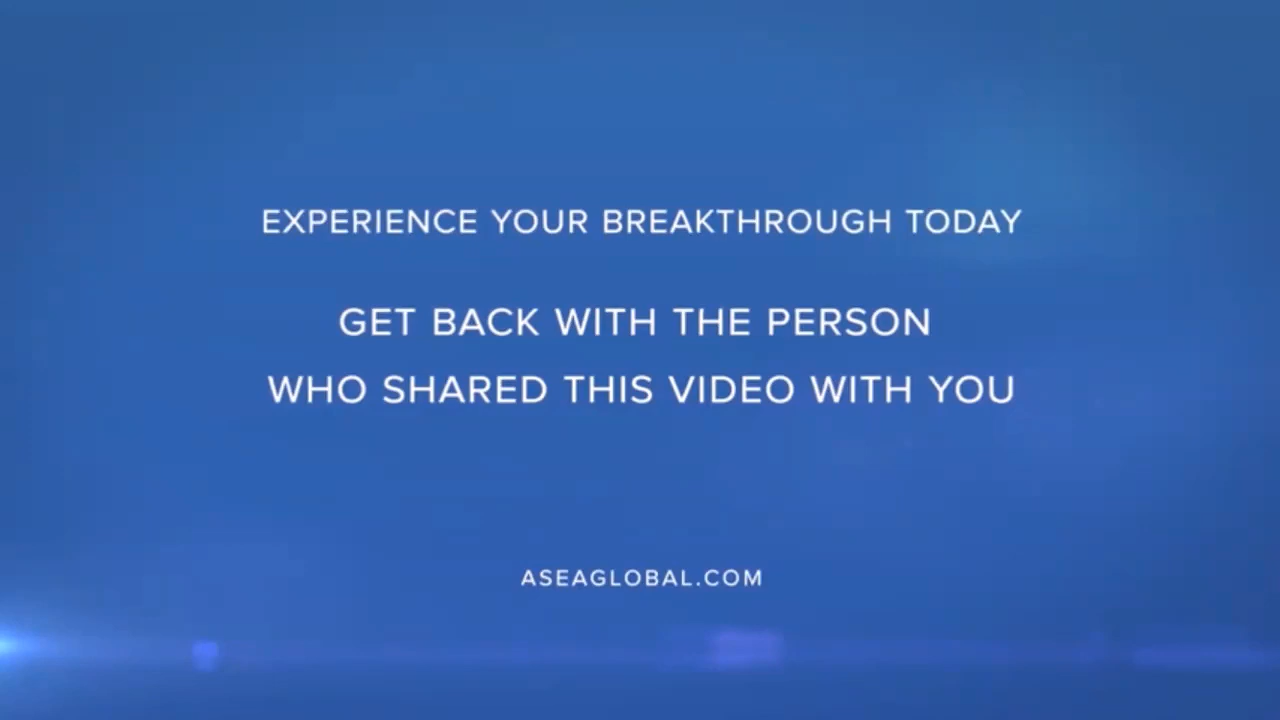 EXPERIENCE YOUR BREAKTHROUGH TODAY
GET BACK WITH THE PERSON
WHO SHARED THIS VIDEO WITH YOU
ASEAGLOBAL.COM